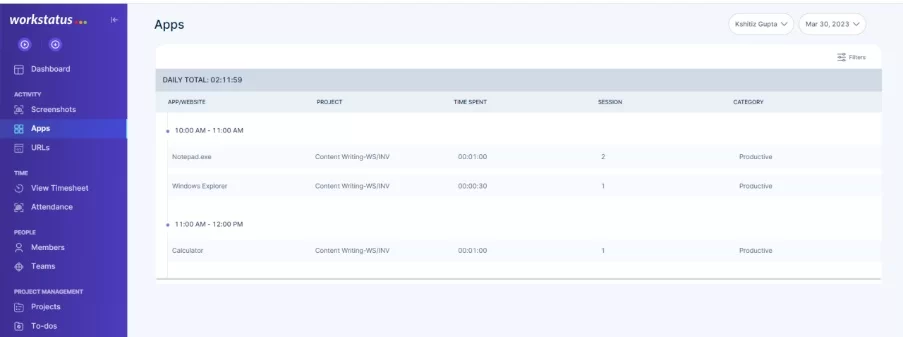 workstatus
Apps
Kshitiz Gupta
Mar 30, 2023
Dashboard
Filters
DAILY TOTAL: 02:11:59
ACTIVITY
APP/WEBSITE PROJECT TIME SPENT SESSION CATEGORY
Screenshots
Apps
10:00 AM - 11:00 AM
URLs
Notepad.exe Content Writing-WS/INV 00:01:00 2 Productive
TIME
View Timesheet
Windows Explorer Content Writing-WS/INV 00:00:30 1 Productive
Attendance
11:00 AM - 12:00 PM
PEOPLE
Members
Calculator Content Writing-WS/INV 00:01:00 1 Productive
Teams
PROJECT MANAGEMENT
Projects
To-dos